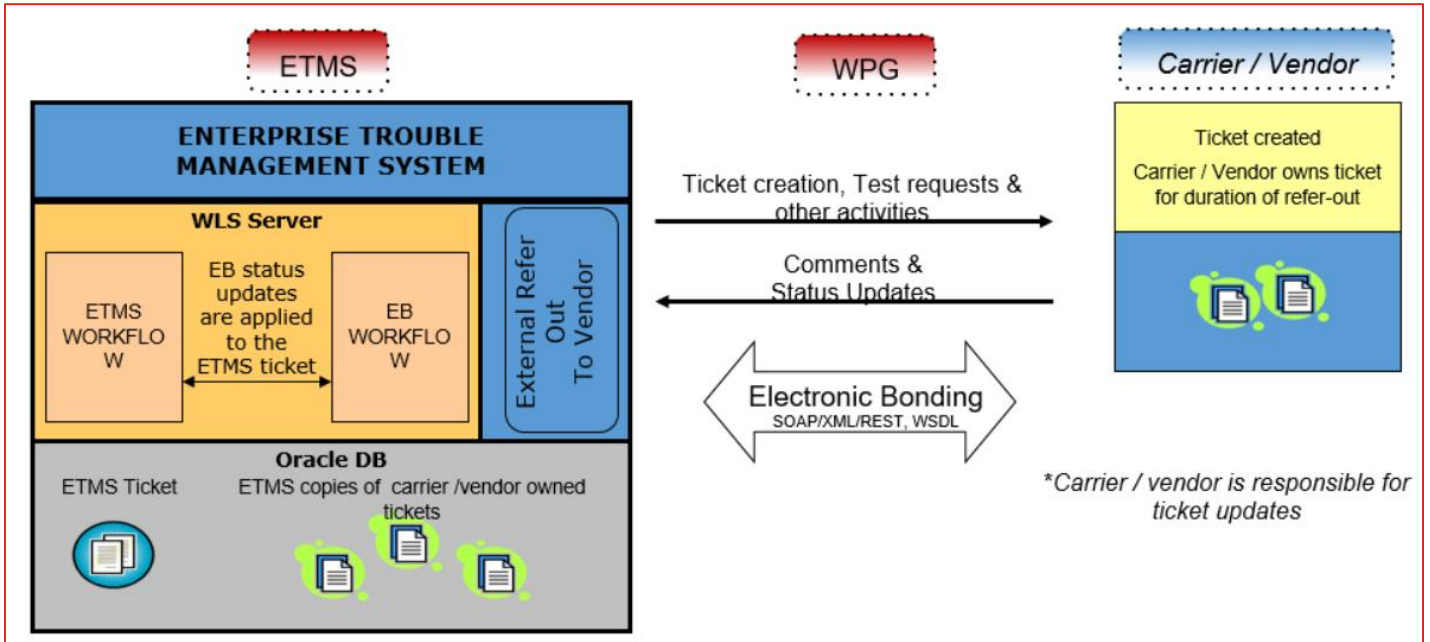 ETMS
WPG
Carrier / Vendor
ENTERPRISE TROUBLE
MANAGEMENT SYSTEM
WLS Server
ETMS
WORKFLO
W
EB status
updates
are applied
to the
ETMS ticket
EB
WORKFLO
W
External Refer
Out
To Vendor
Oracle DB
ETMS Ticket
ETMS copies of carrier /vendor owned
tickets
Ticket creation, Test requests &
other activities
Comments &
Status Updates
Electronic Bonding
SOAP/XML/REST, WSDL
Ticket created
Carrier / Vendor owns ticket
for duration of refer-out
*Carrier / vendor is responsible for
ticket updates